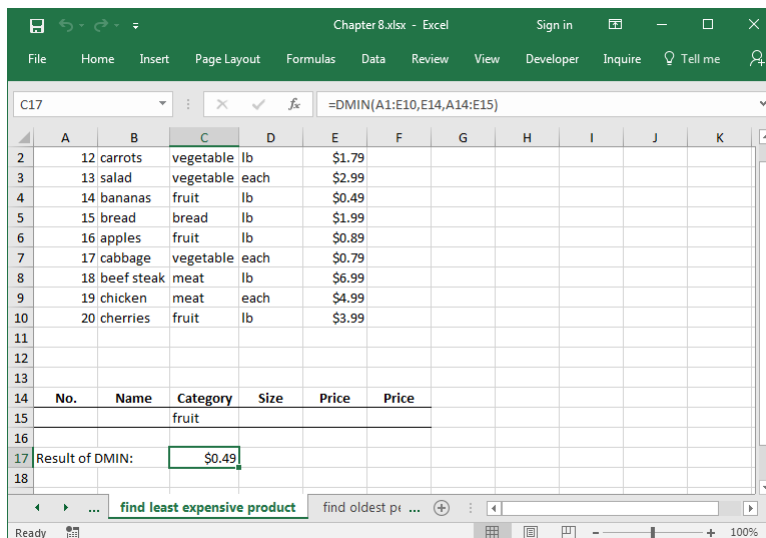 Chapter 8.xlsx - Excel Sign in
File Home Insert Page Layout Formulas Data Review View Developer Inquire Tell me
C17 fx =DMIN(A1:E10,E14,A14:E15)
A B C D E F G H I J K
2 12 carrots vegetable lb $1.79
3 13 salad vegetable each $2.99
4 14 bananas fruit lb $0.49
5 15 bread bread lb $1.99
6 16 apples fruit lb $0.89
7 17 cabbage vegetable each $0.79
8 18 beef steak meat lb $6.99
9 19 chicken meat each $4.99
10 20 cherries fruit lb $3.99
11
12
13
14 No. Name Category Size Price Price
15 fruit
16
17 Result of DMIN: $0.49
18
... find least expensive product find oldest pe ...
Ready 100%